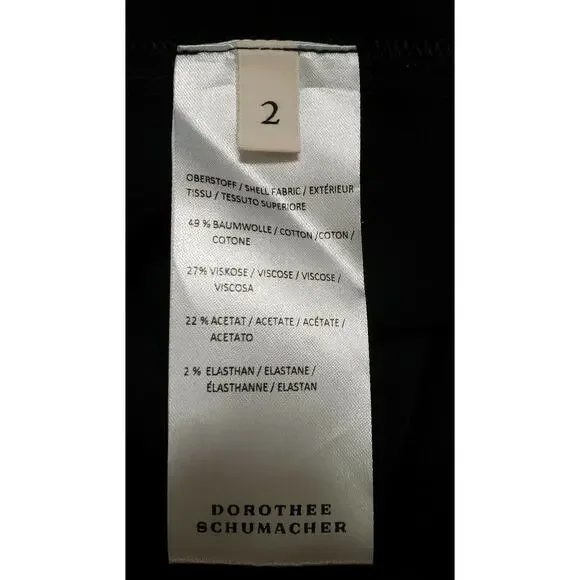 2
OBERSTOFF / SHELL FABRIC / EXTÉRIEUR
TISSU / TESSUTO SUPERIORE
49 % BAUMWOLLE / COTTON /COTON /
COTONE
27% VISKOSE / VISCOSE / VISCOSE /
VISCOSA
22 % ACETAT / ACETATE / ACÉTATE /
ACETATO
2 % ELASTHAN / ELASTANE /
ÉLASTHANNE / ELASTAN
DOROTHEE
SCHUMACHER